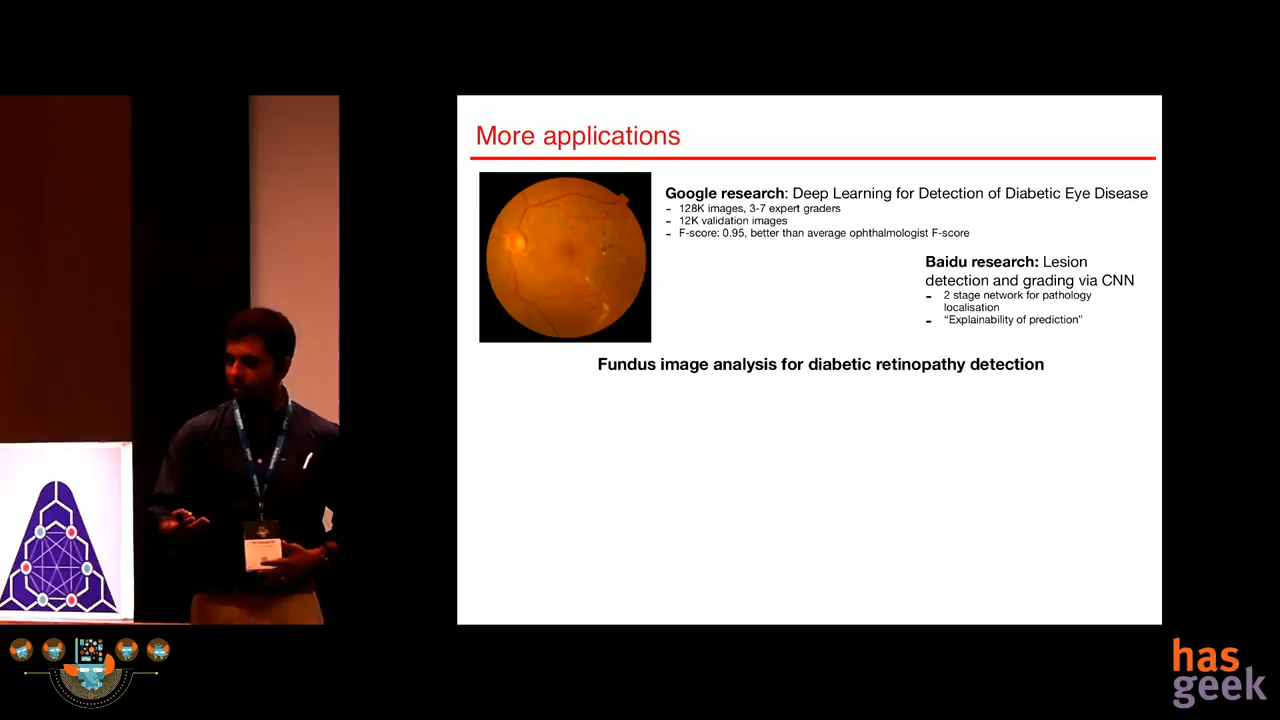 More applications
Google research: Deep Learning for Detection of Diabetic Eye Disease
- 128K images, 3-7 expert graders
- 12K validation images
- F-score: 0.95, better than average ophthalmologist F-score
Baidu research: Lesion
detection and grading via CNN
- 2 stage network for pathology
localisation
- “Explainability of prediction”
Fundus image analysis for diabetic retinopathy detection
has
geek